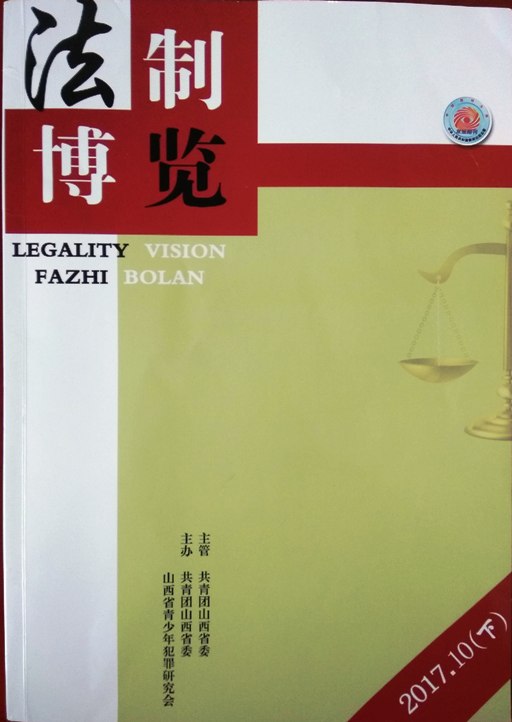 法制
博览
LEGALITY VISION
FAZHI BOLAN
主管 共青团山西省委
主办 共青团山西省委
山西省青少年犯罪研究会
2017.10(下)